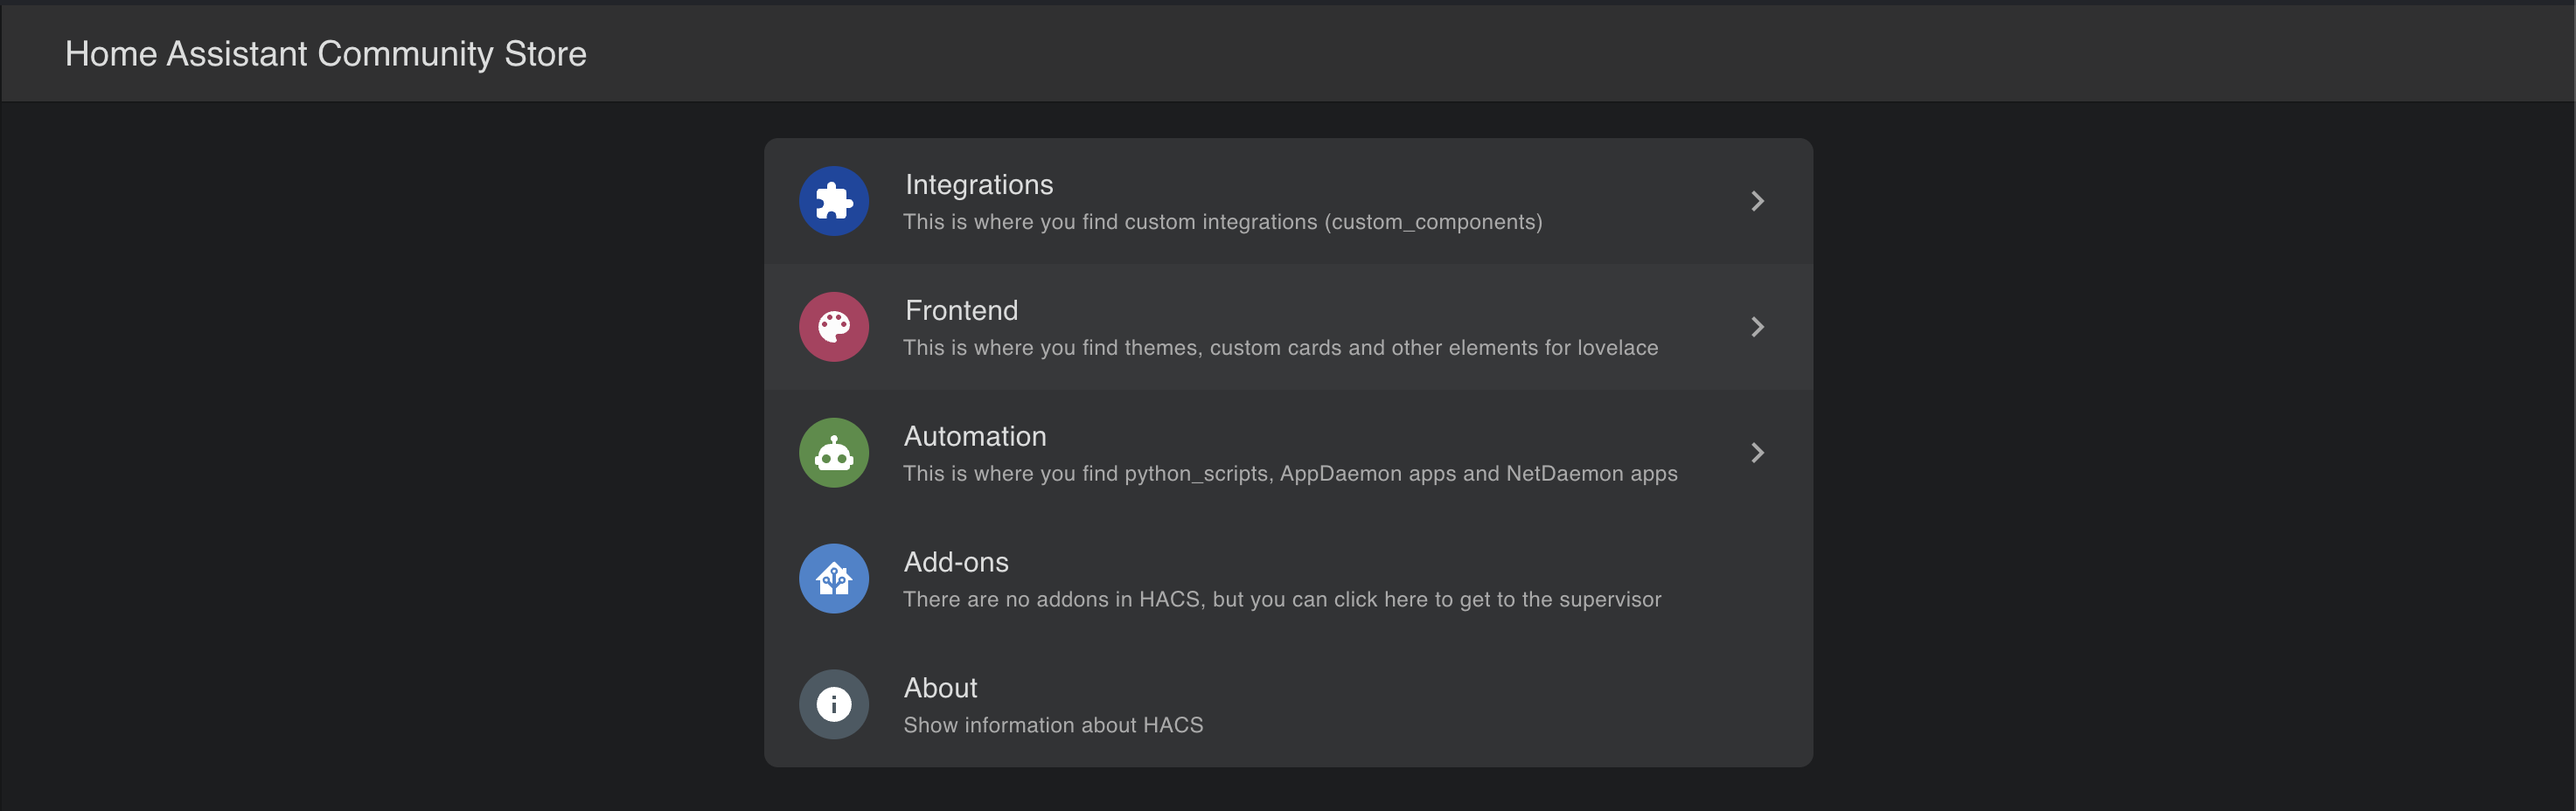 Home Assistant Community Store
Integrations
This is where you find custom integrations (custom_components)
Frontend
This is where you find themes, custom cards and other elements for lovelace
Automation
This is where you find python_scripts, AppDaemon apps and NetDaemon apps
Add-ons
There are no addons in HACS, but you can click here to get to the supervisor
About
Show information about HACS